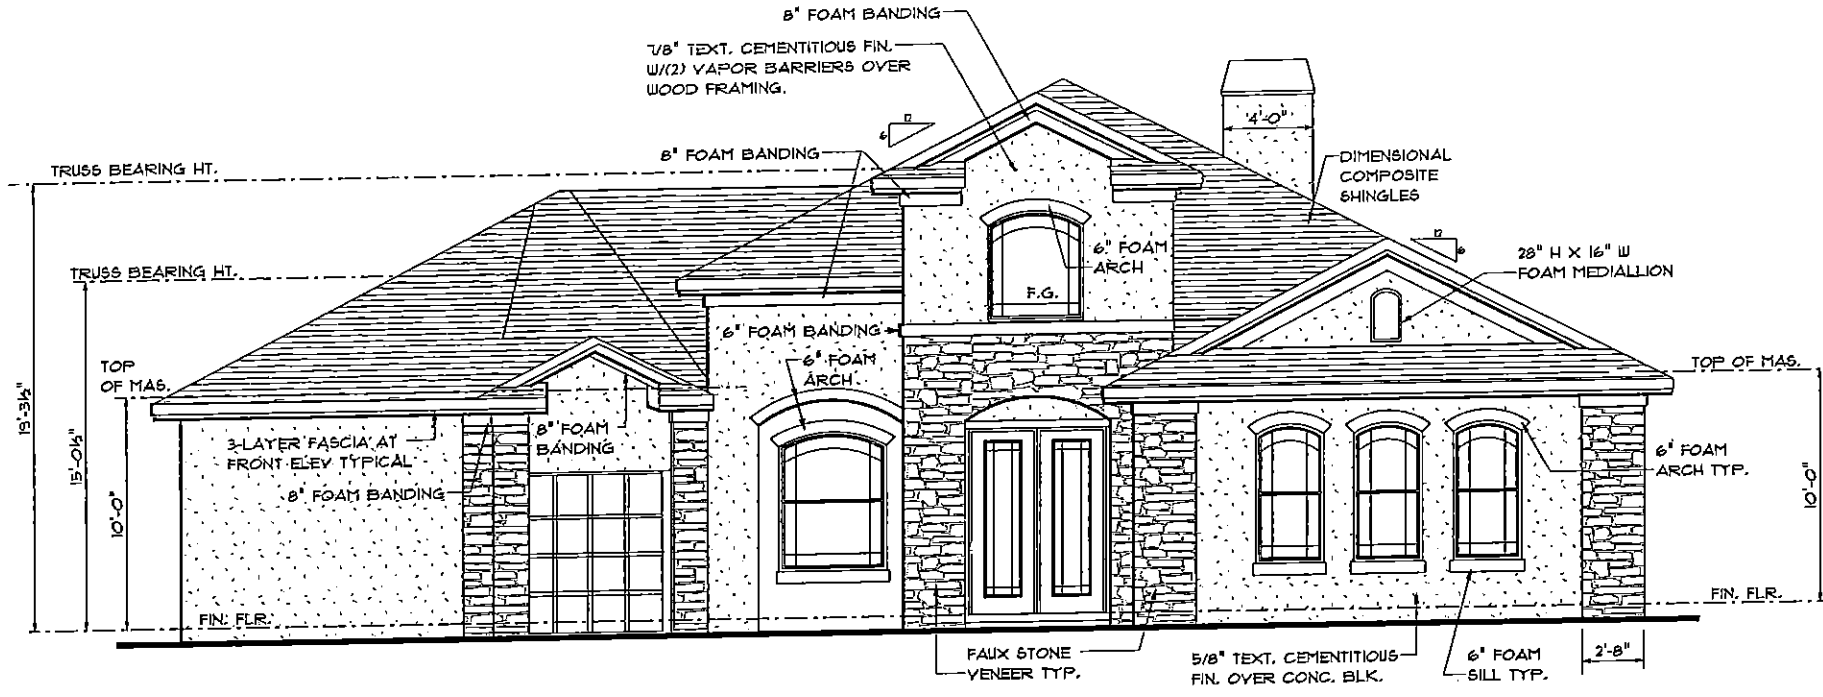 8" FOAM BANDING
7/8" TEXT. CEMENTITIOUS FIN.
W/(2) VAPOR BARRIERS OVER
WOOD FRAMING.
12
6
4'-0"
8" FOAM BANDING
TRUSS BEARING HT.
DIMENSIONAL
COMPOSITE
SHINGLES
12
6
6" FOAM
ARCH
28" H X 16" W
FOAM MEDIALLION
TRUSS BEARING HT.
F.G.
6" FOAM BANDING
6" FOAM
ARCH.
TOP
OF MAS.
TOP OF MAS.
15'-0½"
10'-0"
3-LAYER FASCIA AT
FRONT ELEV TYPICAL
8" FOAM
BANDING
8" FOAM BANDING
6" FOAM
ARCH TYP.
10'-0"
FIN. FLR.
FIN. FLR.
FAUX STONE
VENEER TYP.
5/8" TEXT. CEMENTITIOUS
FIN. OVER CONC. BLK.
6" FOAM
SILL TYP.
2'-8"